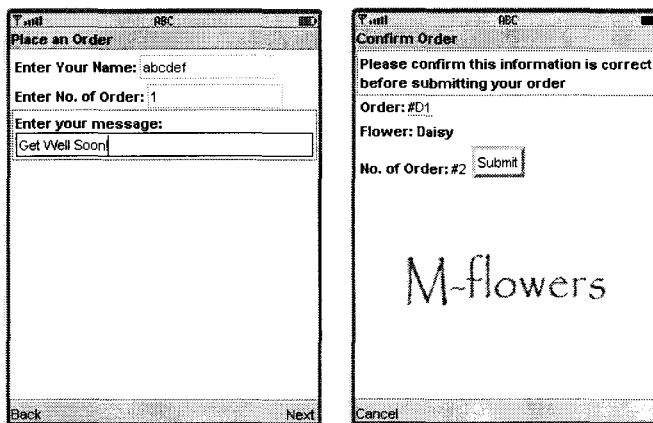 ABC
Place an Order
Enter Your Name: abcdef
Enter No. of Order: 1
Enter your message:
Get Well Soon!
Back Next
ABC
Confirm Order
Please confirm this information is correct
before submitting your order
Order: #D1
Flower: Daisy
No. of Order: #2 Submit
M-flowers
Cancel